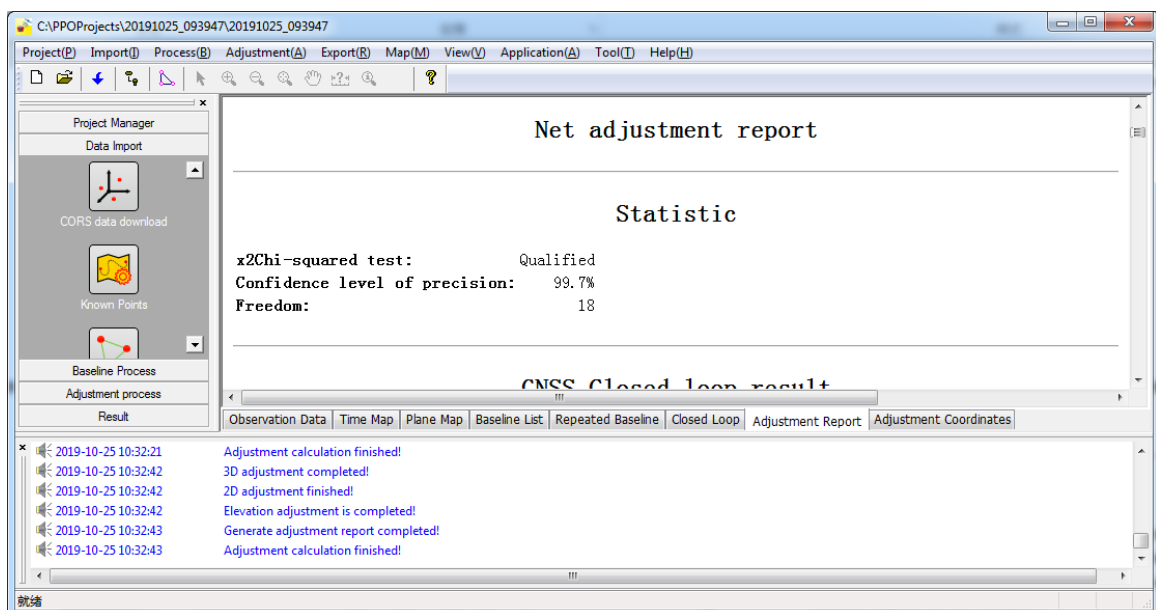 C:\PPOProjects\20191025_093947\20191025_093947
Project(P) Import(I) Process(B) Adjustment(A) Export(R) Map(M) View(V) Application(A) Tool(T) Help(H)
Project Manager
Data Import
CORS data download
Known Points
Baseline Process
Adjustment process
Result
Net adjustment report
Statistic
x2Chi-squared test: Qualified
Confidence level of precision: 99.7%
Freedom: 18
GNSS Closed loop result
Observation Data Time Map Plane Map Baseline List Repeated Baseline Closed Loop Adjustment Report Adjustment Coordinates
2019-10-25 10:32:21 Adjustment calculation finished!
2019-10-25 10:32:42 3D adjustment completed!
2019-10-25 10:32:42 2D adjustment finished!
2019-10-25 10:32:42 Elevation adjustment is completed!
2019-10-25 10:32:43 Generate adjustment report completed!
2019-10-25 10:32:43 Adjustment calculation finished!
就绪